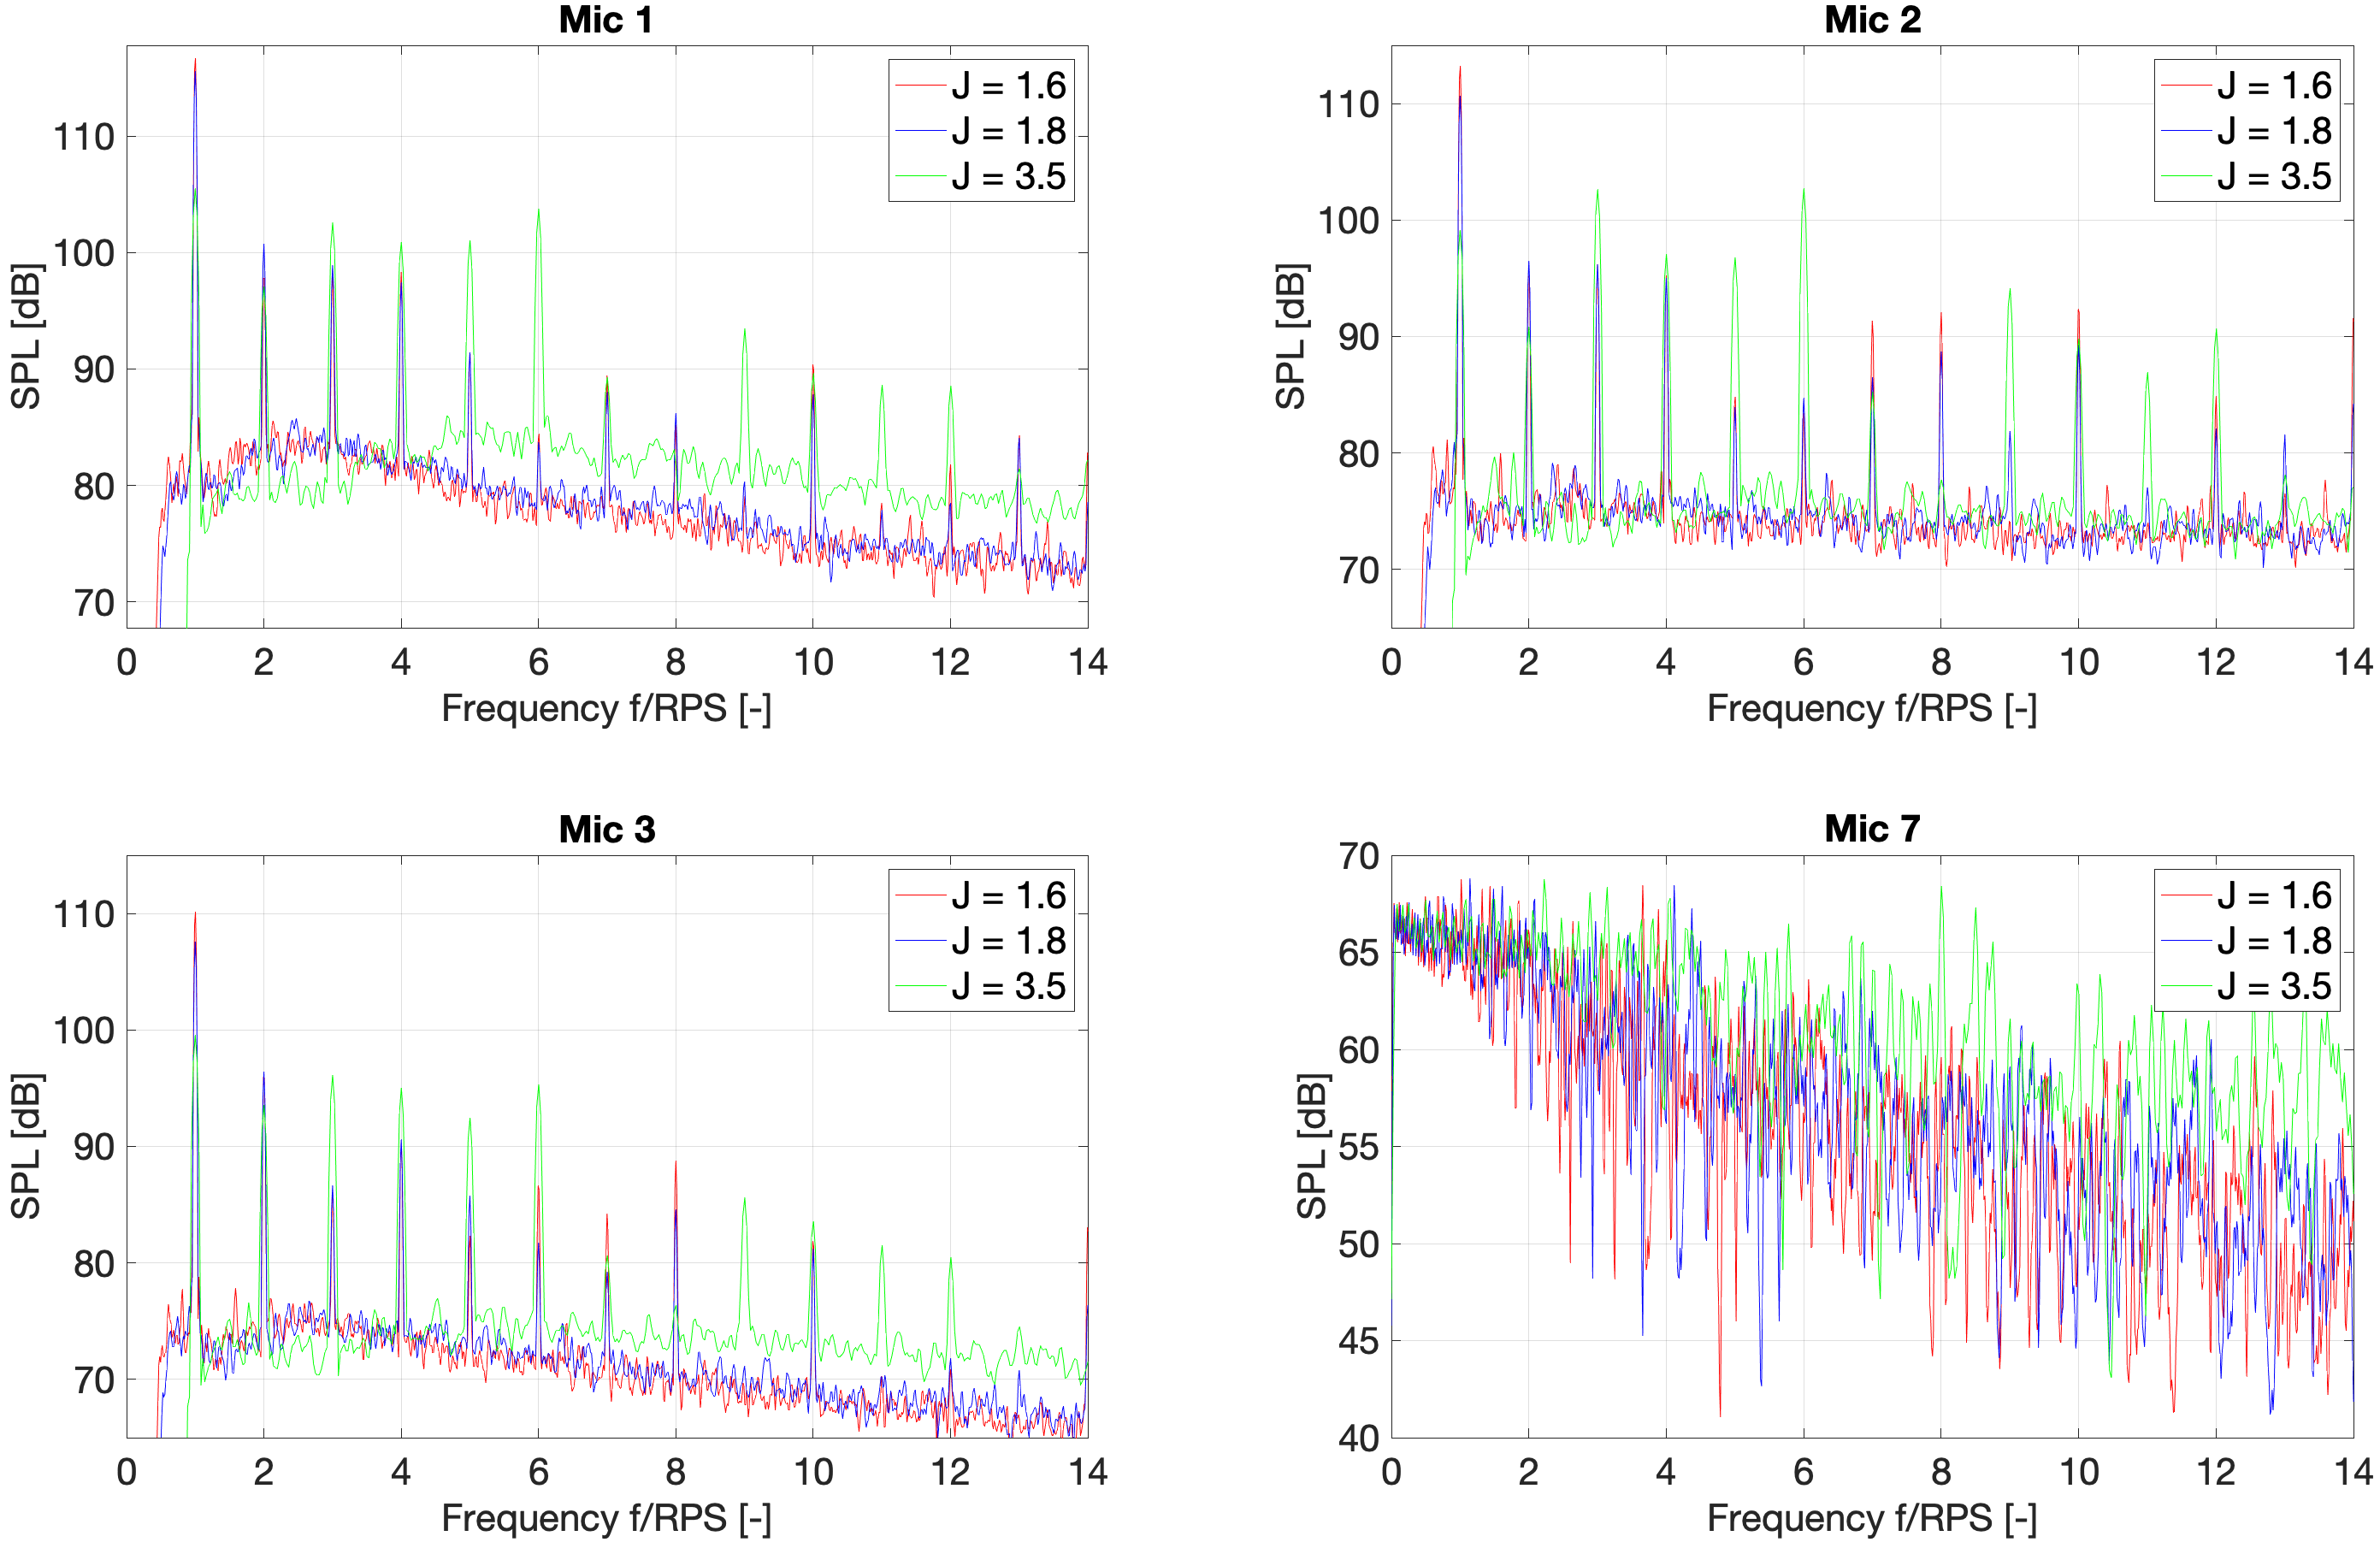 Mic 1
SPL [dB]
110
100
90
80
70
0 2 4 6 8 10 12 14
Frequency f/RPS [-]
J = 1.6
J = 1.8
J = 3.5
Mic 2
SPL [dB]
110
100
90
80
70
0 2 4 6 8 10 12 14
Frequency f/RPS [-]
J = 1.6
J = 1.8
J = 3.5
Mic 3
SPL [dB]
110
100
90
80
70
0 2 4 6 8 10 12 14
Frequency f/RPS [-]
J = 1.6
J = 1.8
J = 3.5
Mic 7
SPL [dB]
70
65
60
55
50
45
40
0 2 4 6 8 10 12 14
Frequency f/RPS [-]
J = 1.6
J = 1.8
J = 3.5